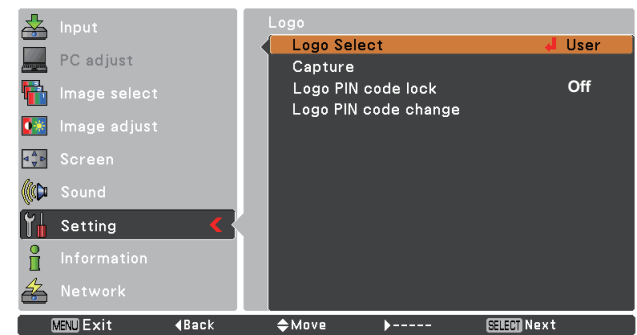 Input
PC adjust
Image select
Image adjust
Screen
Sound
Setting
Information
Network
Logo
Logo Select User
Capture
Logo PIN code lock Off
Logo PIN code change
MENU Exit ◀Back ◆Move ▶----- SELECT Next